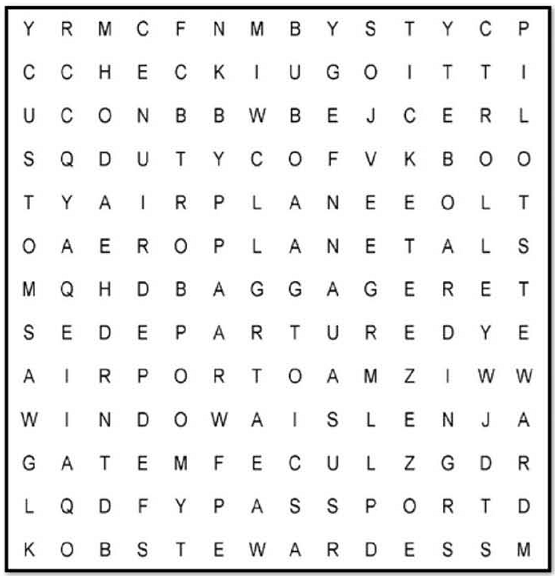 Y R M C F N M B Y S T Y C P
C C H E C K I U G O I T T I
U C O N B B W B E J C E R L
S Q D U T Y C O F V K B O O
T Y A I R P L A N E E O L T
O A E R O P L A N E T A L S
M Q H D B A G G A G E R E T
S E D E P A R T U R E D Y E
A I R P O R T O A M Z I W W
W I N D O W A I S L E N J A
G A T E M F E C U L Z G D R
L Q D F Y P A S S P O R T D
K O B S T E W A R D E S S M